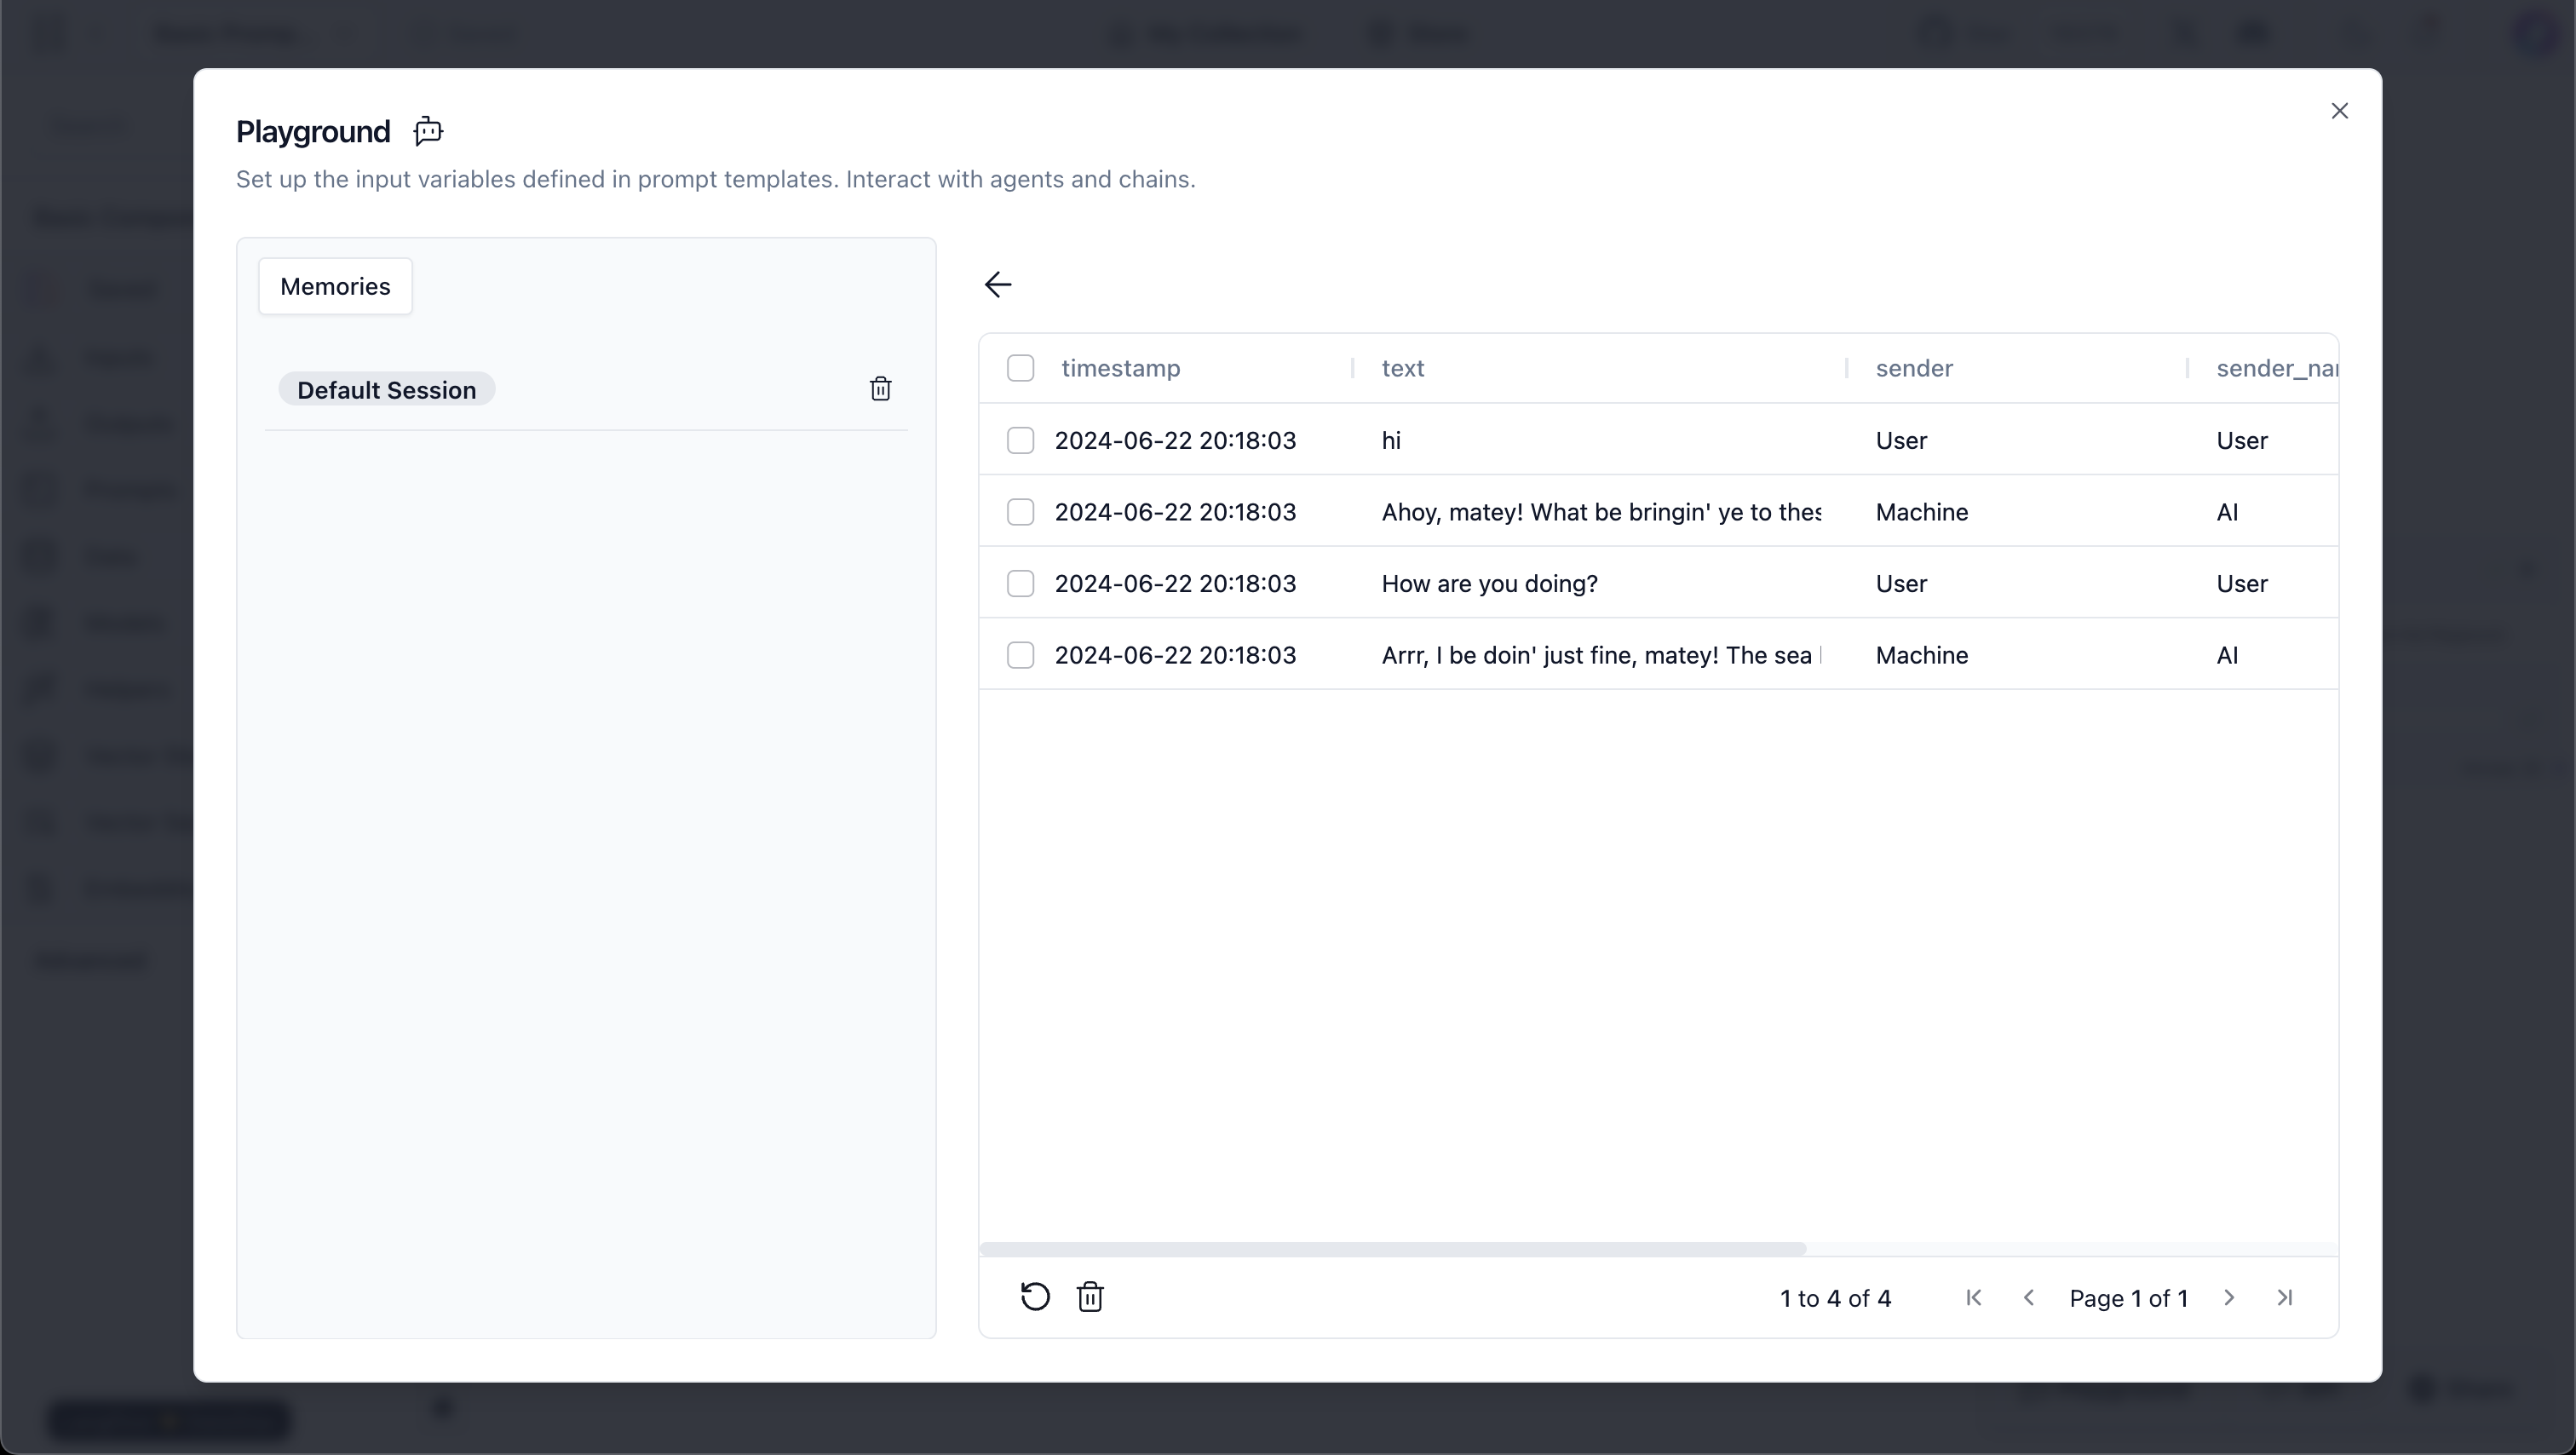 Playground
Set up the input variables defined in prompt templates. Interact with agents and chains.
Memories
Default Session
timestamp text sender sender_nar
2024-06-22 20:18:03 hi User User
2024-06-22 20:18:03 Ahoy, matey! What be bringin' ye to thes Machine AI
2024-06-22 20:18:03 How are you doing? User User
2024-06-22 20:18:03 Arrr, I be doin' just fine, matey! The sea Machine AI
1 to 4 of 4 Page 1 of 1